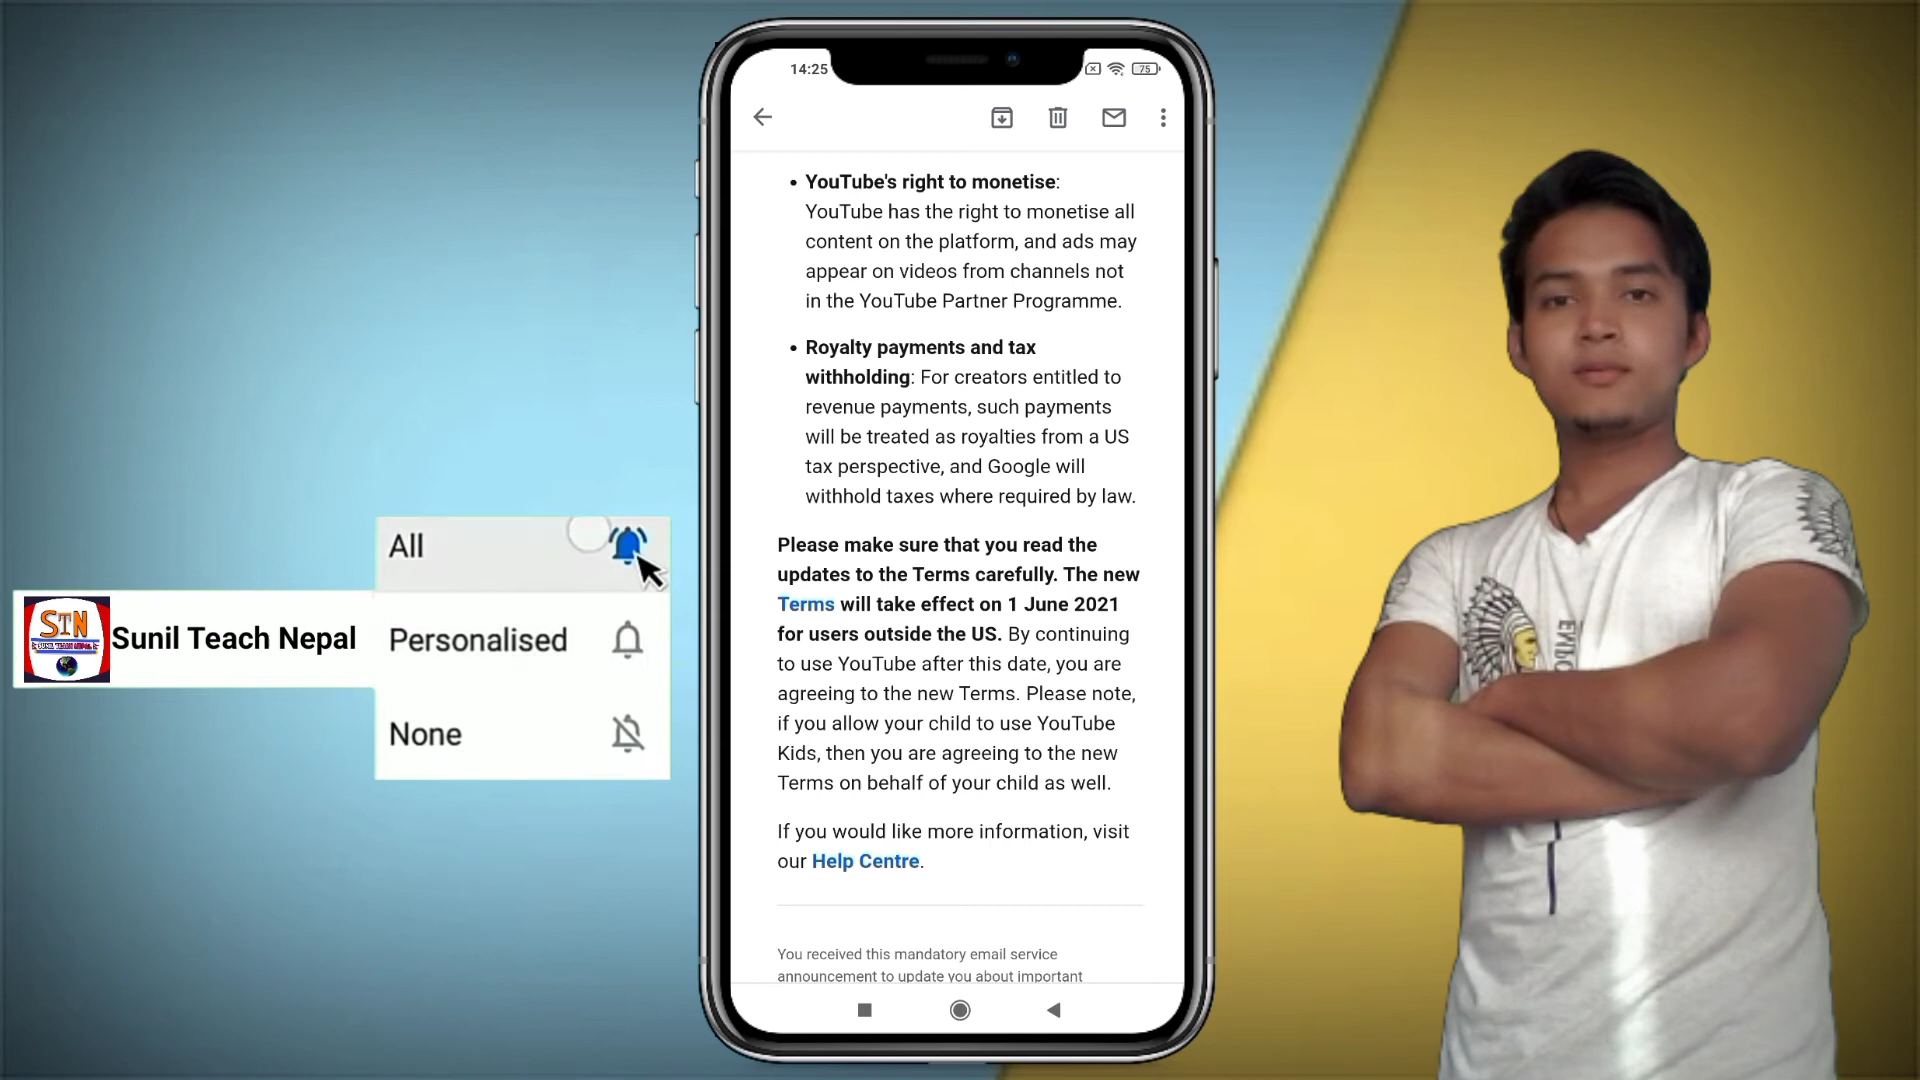 14:25
75
YouTube's right to monetise:
YouTube has the right to monetise all
content on the platform, and ads may
appear on videos from channels not
in the YouTube Partner Programme.
Royalty payments and tax
withholding: For creators entitled to
revenue payments, such payments
will be treated as royalties from a US
tax perspective, and Google will
withhold taxes where required by law.
Please make sure that you read the
updates to the Terms carefully. The new
Terms will take effect on 1 June 2021
for users outside the US. By continuing
to use YouTube after this date, you are
agreeing to the new Terms. Please note,
if you allow your child to use YouTube
Kids, then you are agreeing to the new
Terms on behalf of your child as well.
If you would like more information, visit
our Help Centre.
You received this mandatory email service
announcement to update you about important
STN
SUNIL TEACH NEPAL
Sunil Teach Nepal
All
Personalised
None